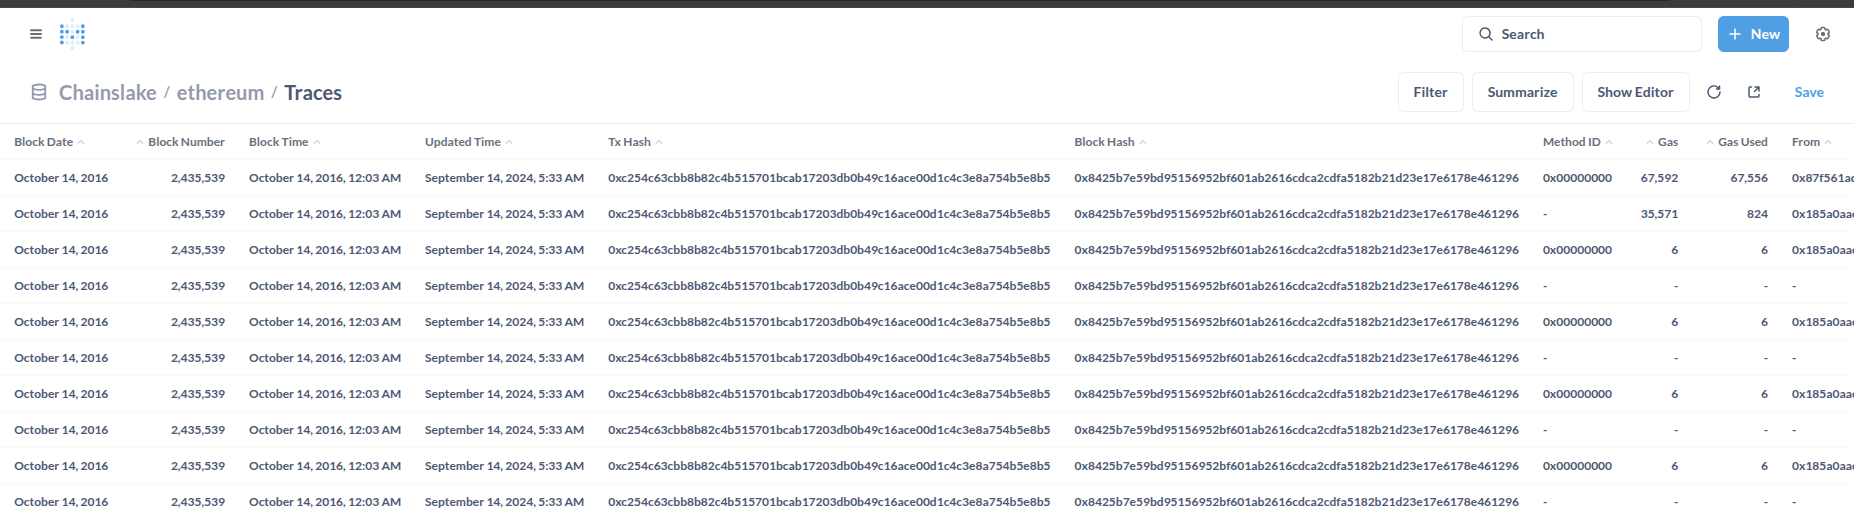 Search
+ New
Chainslake / ethereum / Traces
Filter
Summarize
Show Editor
Save
Block Date Block Number Block Time Updated Time Tx Hash Block Hash Method ID Gas Gas Used From
October 14, 2016 2,435,539 October 14, 2016, 12:03 AM September 14, 2024, 5:33 AM 0xc254c63cbb8b82c4b515701bcab17203db0b49c16ace00d1c4c3e8a754b5e8b5 0x8425b7e59bd95156952bf601ab2616cdca2cdfa5182b21d23e17e6178e461296 0x00000000 67,592 67,556 0x87f561ac
October 14, 2016 2,435,539 October 14, 2016, 12:03 AM September 14, 2024, 5:33 AM 0xc254c63cbb8b82c4b515701bcab17203db0b49c16ace00d1c4c3e8a754b5e8b5 0x8425b7e59bd95156952bf601ab2616cdca2cdfa5182b21d23e17e6178e461296 - 35,571 824 0x185a0aae
October 14, 2016 2,435,539 October 14, 2016, 12:03 AM September 14, 2024, 5:33 AM 0xc254c63cbb8b82c4b515701bcab17203db0b49c16ace00d1c4c3e8a754b5e8b5 0x8425b7e59bd95156952bf601ab2616cdca2cdfa5182b21d23e17e6178e461296 0x00000000 6 6 0x185a0aae
October 14, 2016 2,435,539 October 14, 2016, 12:03 AM September 14, 2024, 5:33 AM 0xc254c63cbb8b82c4b515701bcab17203db0b49c16ace00d1c4c3e8a754b5e8b5 0x8425b7e59bd95156952bf601ab2616cdca2cdfa5182b21d23e17e6178e461296 - - - -
October 14, 2016 2,435,539 October 14, 2016, 12:03 AM September 14, 2024, 5:33 AM 0xc254c63cbb8b82c4b515701bcab17203db0b49c16ace00d1c4c3e8a754b5e8b5 0x8425b7e59bd95156952bf601ab2616cdca2cdfa5182b21d23e17e6178e461296 0x00000000 6 6 0x185a0aae
October 14, 2016 2,435,539 October 14, 2016, 12:03 AM September 14, 2024, 5:33 AM 0xc254c63cbb8b82c4b515701bcab17203db0b49c16ace00d1c4c3e8a754b5e8b5 0x8425b7e59bd95156952bf601ab2616cdca2cdfa5182b21d23e17e6178e461296 - - - -
October 14, 2016 2,435,539 October 14, 2016, 12:03 AM September 14, 2024, 5:33 AM 0xc254c63cbb8b82c4b515701bcab17203db0b49c16ace00d1c4c3e8a754b5e8b5 0x8425b7e59bd95156952bf601ab2616cdca2cdfa5182b21d23e17e6178e461296 0x00000000 6 6 0x185a0aae
October 14, 2016 2,435,539 October 14, 2016, 12:03 AM September 14, 2024, 5:33 AM 0xc254c63cbb8b82c4b515701bcab17203db0b49c16ace00d1c4c3e8a754b5e8b5 0x8425b7e59bd95156952bf601ab2616cdca2cdfa5182b21d23e17e6178e461296 - - - -
October 14, 2016 2,435,539 October 14, 2016, 12:03 AM September 14, 2024, 5:33 AM 0xc254c63cbb8b82c4b515701bcab17203db0b49c16ace00d1c4c3e8a754b5e8b5 0x8425b7e59bd95156952bf601ab2616cdca2cdfa5182b21d23e17e6178e461296 0x00000000 6 6 0x185a0aae
October 14, 2016 2,435,539 October 14, 2016, 12:03 AM September 14, 2024, 5:33 AM 0xc254c63cbb8b82c4b515701bcab17203db0b49c16ace00d1c4c3e8a754b5e8b5 0x8425b7e59bd95156952bf601ab2616cdca2cdfa5182b21d23e17e6178e461296 - - - -